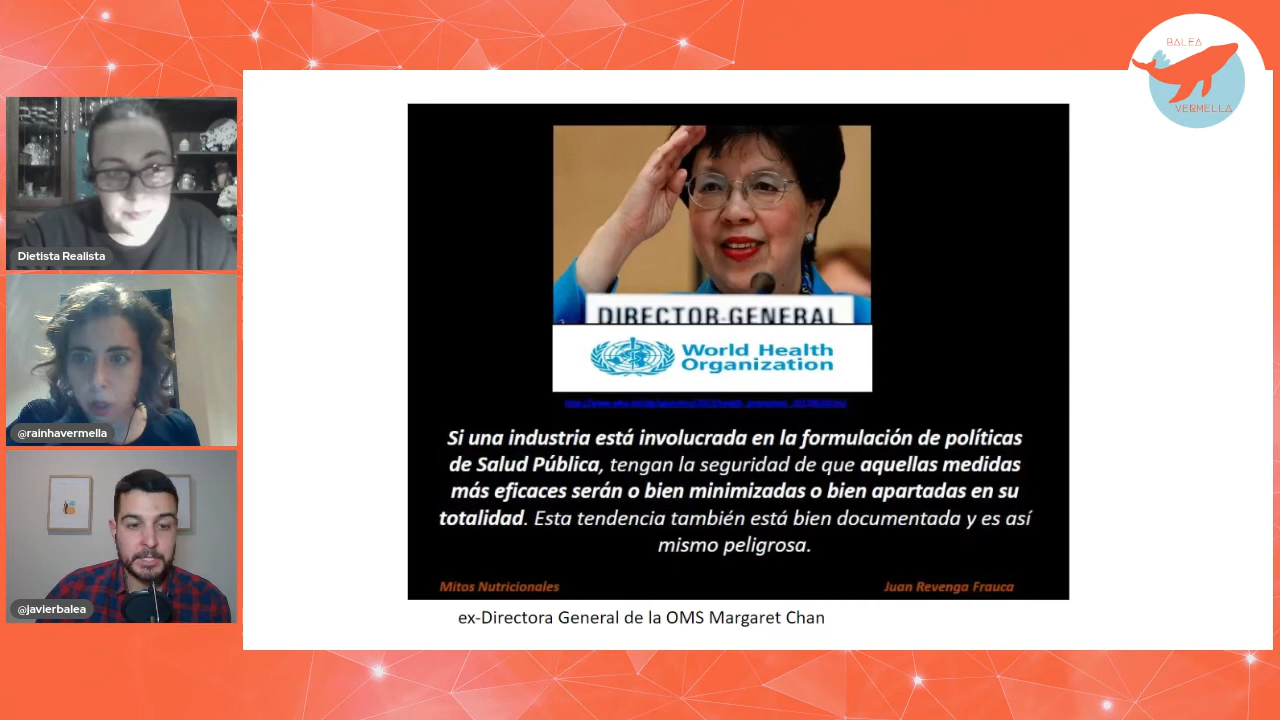 BALEA
VERMELLA
Dietista Realista
@rainhavermella
@javierbalea
DIRECTOR-GENERAL
World Health
Organization
Si una industria está involucrada en la formulación de políticas
de Salud Pública, tengan la seguridad de que aquellas medidas
más eficaces serán o bien minimizadas o bien apartadas en su
totalidad. Esta tendencia también está bien documentada y es así
mismo peligrosa.
Mitos Nutricionales
Juan Revenga Frauca
ex-Directora General de la OMS Margaret Chan